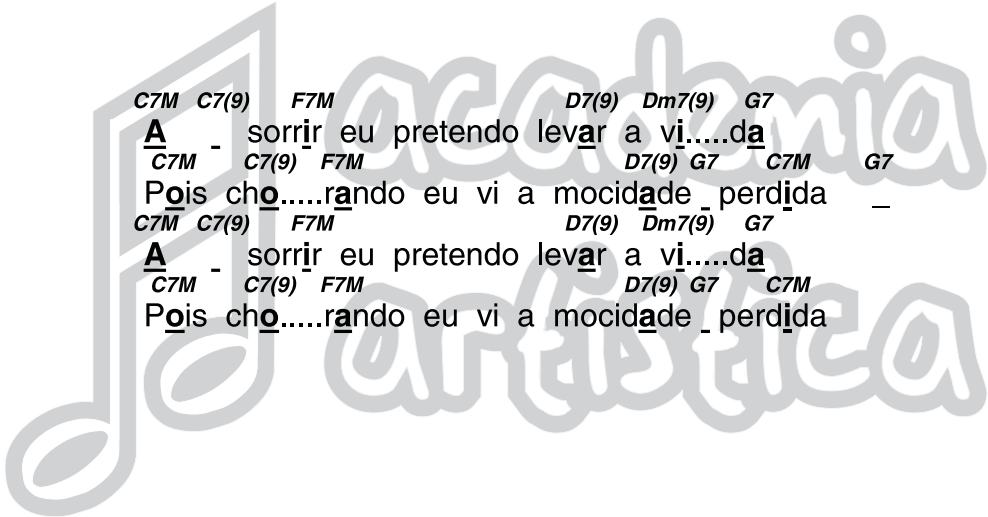 C7M C7(9) F7M D7(9) Dm7(9) G7
A _ sorrir eu pretendo levar a vi.....da
C7M C7(9) F7M D7(9) G7 C7M G7
Pois cho.....rando eu vi a mocidade _ perdida _
C7M C7(9) F7M D7(9) Dm7(9) G7
A _ sorrir eu pretendo levar a vi.....da
C7M C7(9) F7M D7(9) G7 C7M
Pois cho.....rando eu vi a mocidade _ perdida
academia
artística